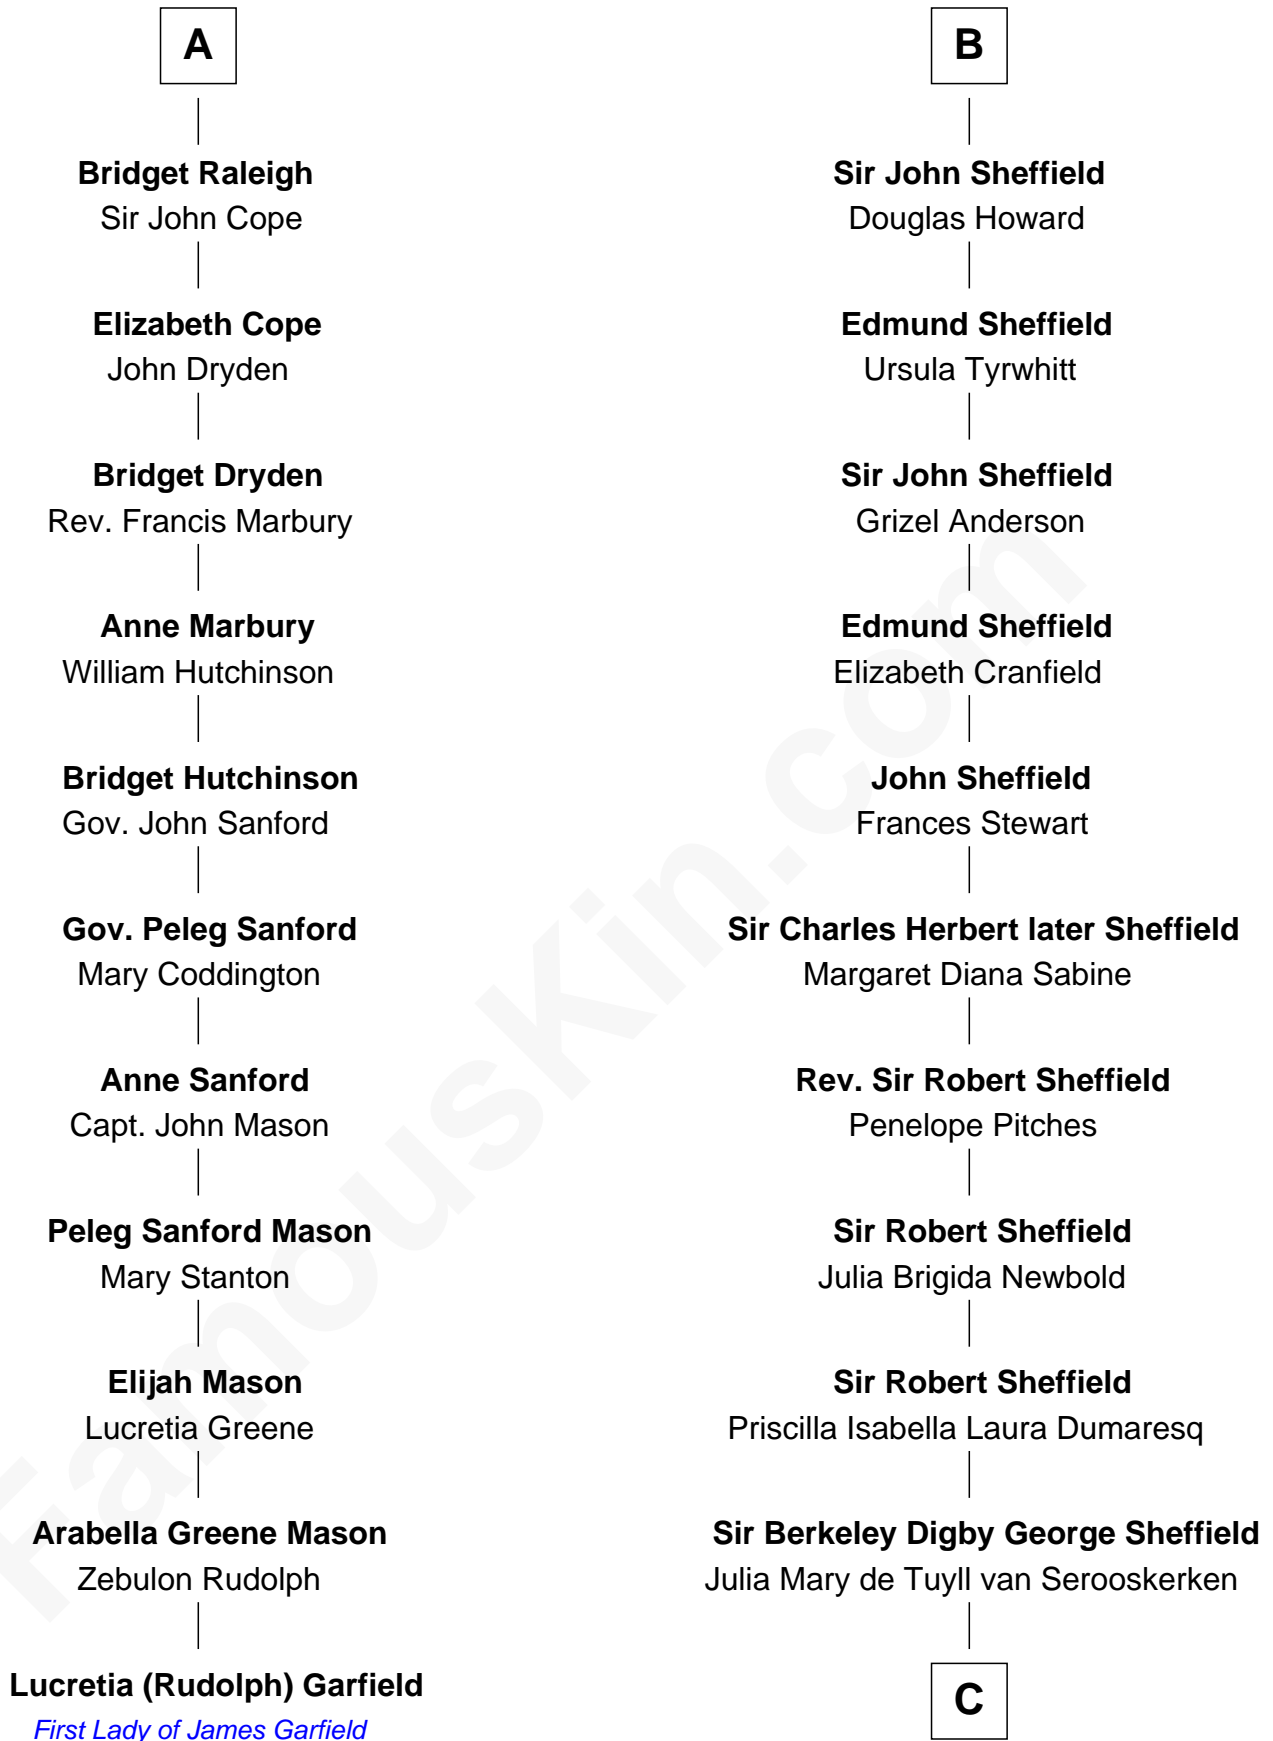 A
Bridget Raleigh
Sir John Cope
Elizabeth Cope
John Dryden
Bridget Dryden
Rev. Francis Marbury
Anne Marbury
William Hutchinson
Bridget Hutchinson
Gov. John Sanford
Gov. Peleg Sanford
Mary Coddington
Anne Sanford
Capt. John Mason
Peleg Sanford Mason
Mary Stanton
Elijah Mason
Lucretia Greene
Arabella Greene Mason
Zebulon Rudolph
Lucretia (Rudolph) Garfield
First Lady of James Garfield
B
Sir John Sheffield
Douglas Howard
Edmund Sheffield
Ursula Tyrwhitt
Sir John Sheffield
Grizel Anderson
Edmund Sheffield
Elizabeth Cranfield
John Sheffield
Frances Stewart
Sir Charles Herbert later Sheffield
Margaret Diana Sabine
Rev. Sir Robert Sheffield
Penelope Pitches
Sir Robert Sheffield
Julia Brigida Newbold
Sir Robert Sheffield
Priscilla Isabella Laura Dumaresq
Sir Berkeley Digby George Sheffield
Julia Mary de Tuyll van Serooskerken
C
FamousKin.com